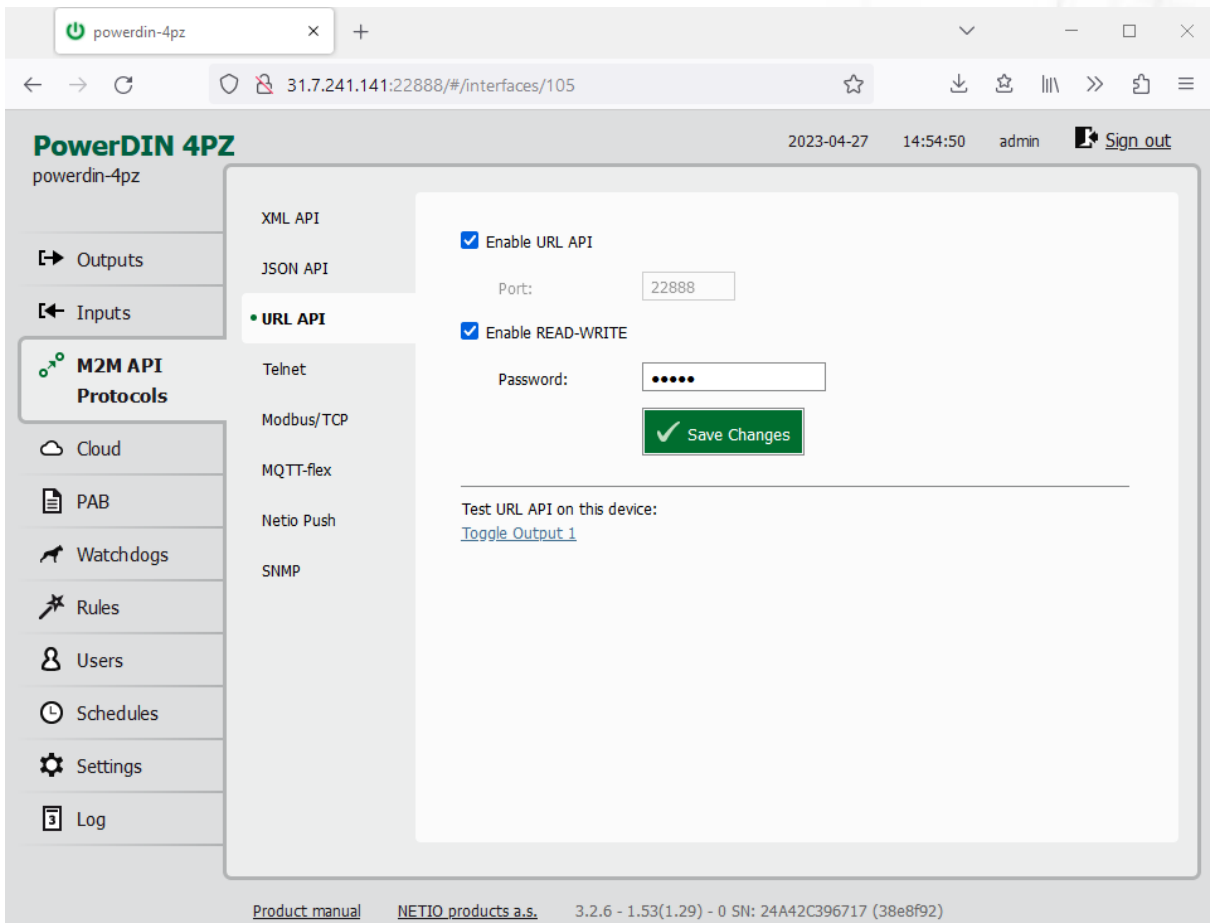 powerdin-4pz
31.7.241.141:22888/#/interfaces/105
PowerDIN 4PZ
2023-04-27 14:54:50 admin Sign out
powerdin-4pz
Outputs
Inputs
M2M API
Protocols
Cloud
PAB
Watchdogs
Rules
Users
Schedules
Settings
3 Log
XML API
JSON API
• URL API
Telnet
Modbus/TCP
MQTT-flex
Netio Push
SNMP
Enable URL API
Port: 22888
Enable READ-WRITE
Password: •••••
Save Changes
Test URL API on this device:
Toggle Output 1
Product manual NETIO products a.s. 3.2.6 - 1.53(1.29) - 0 SN: 24A42C396717 (38e8f92)